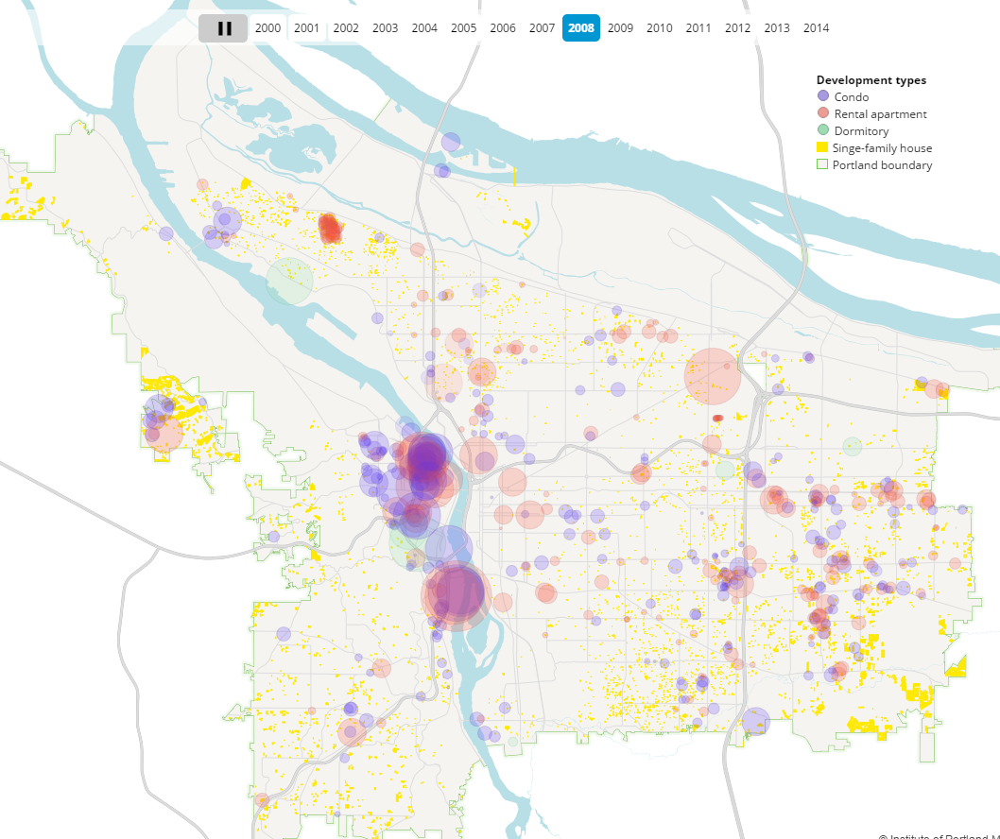 2000 2001 2002 2003 2004 2005 2006 2007 2008 2009 2010 2011 2012 2013 2014
Development types
Condo
Rental apartment
Dormitory
Singe-family house
Portland boundary
© Institute of Portland M